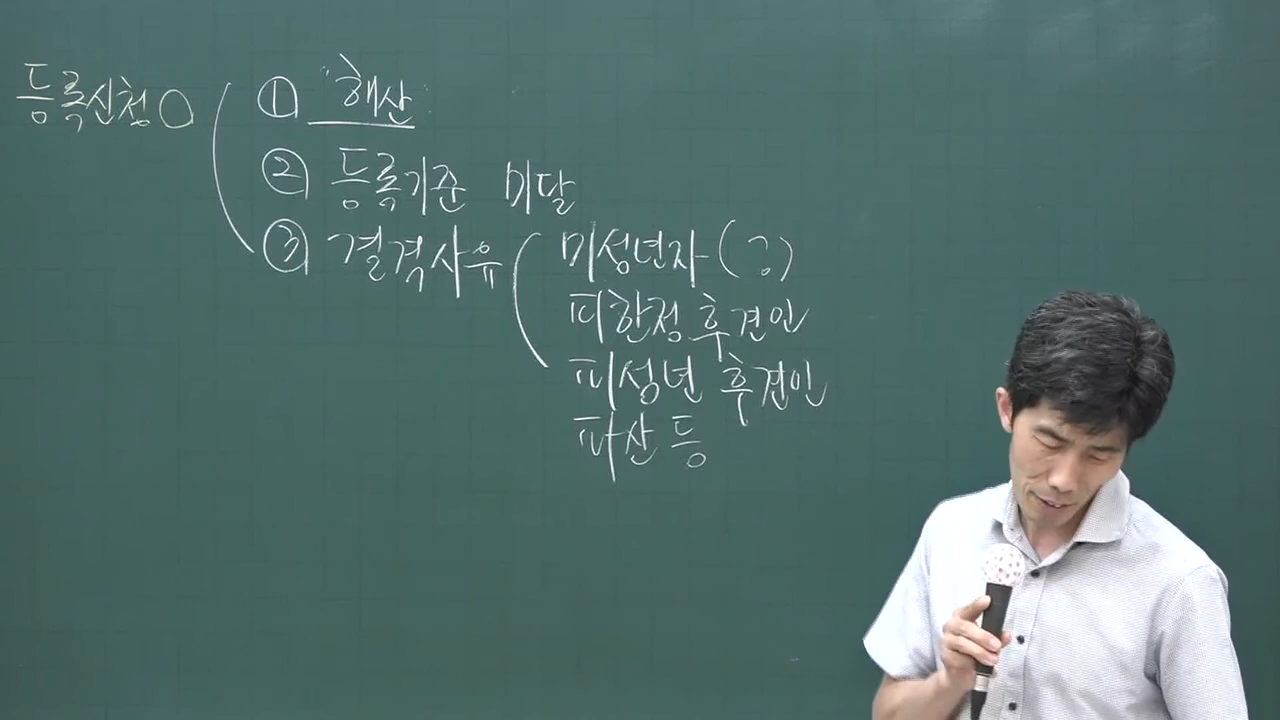 등록신청○
① 해산
② 등록기준 미달
③ 결격사유
미성년자(공)
피한정후견인
피성년후견인
파산 등